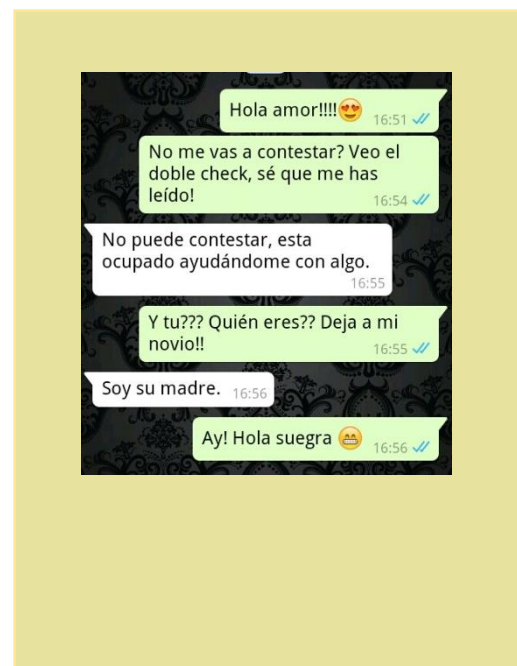 Hola amor!!!!😍 16:51
No me vas a contestar? Veo el
doble check, sé que me has
leído! 16:54
No puede contestar, esta
ocupado ayudándome con algo.
16:55
Y tu??? Quién eres?? Deja a mi
novio!! 16:55
Soy su madre. 16:56
Ay! Hola suegra 😁 16:56